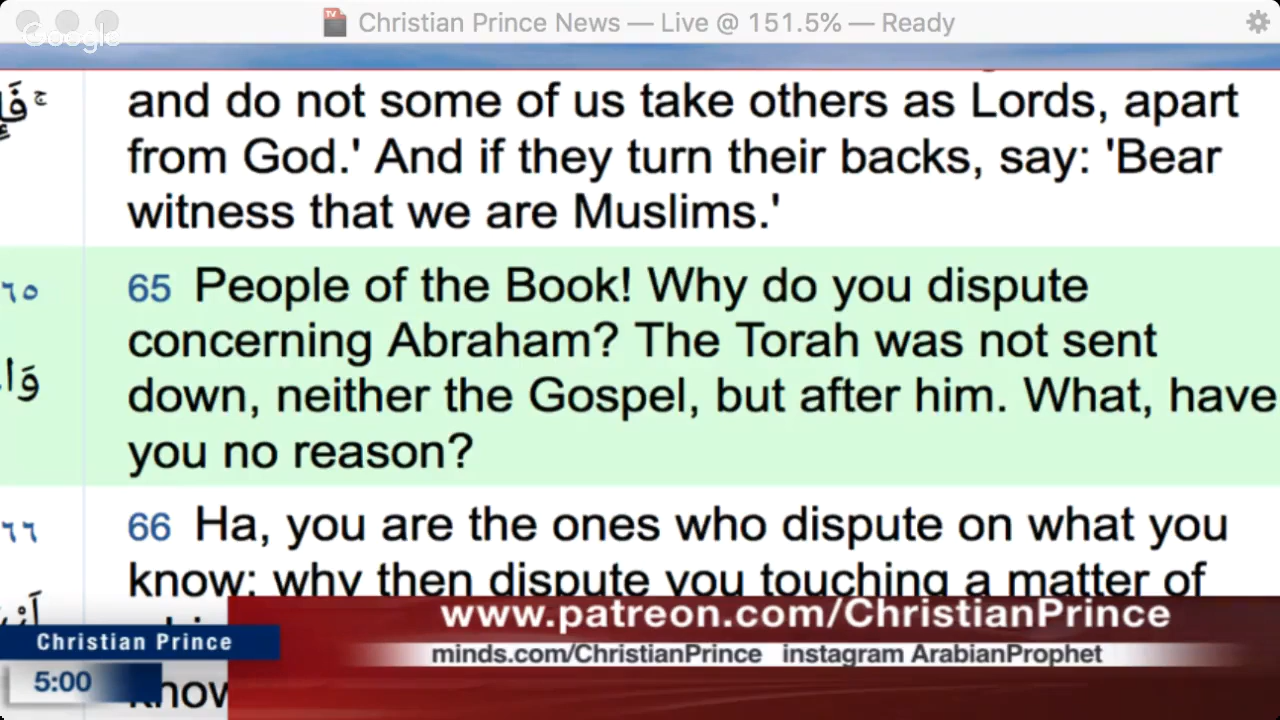 Christian Prince News — Live @ 151.5% — Ready
Google
and do not some of us take others as Lords, apart
from God.' And if they turn their backs, say: 'Bear
witness that we are Muslims.'
٦٥
65 People of the Book! Why do you dispute
concerning Abraham? The Torah was not sent
down, neither the Gospel, but after him. What, have
you no reason?
٦٦
66 Ha, you are the ones who dispute on what you
know: why then dispute you touching a matter of
www.patreon.com/ChristianPrince
Christian Prince
minds.com/ChristianPrince instagram ArabianProphet
5:00